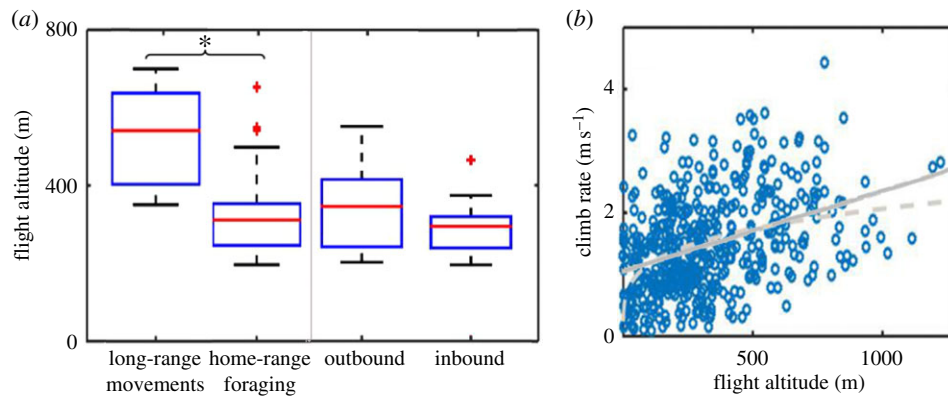 (a)
800
400
0
flight altitude (m)
*
long-range
movements
home-range
foraging
outbound
inbound
(b)
4
2
0
climb rate (m s⁻¹)
500
1000
flight altitude (m)